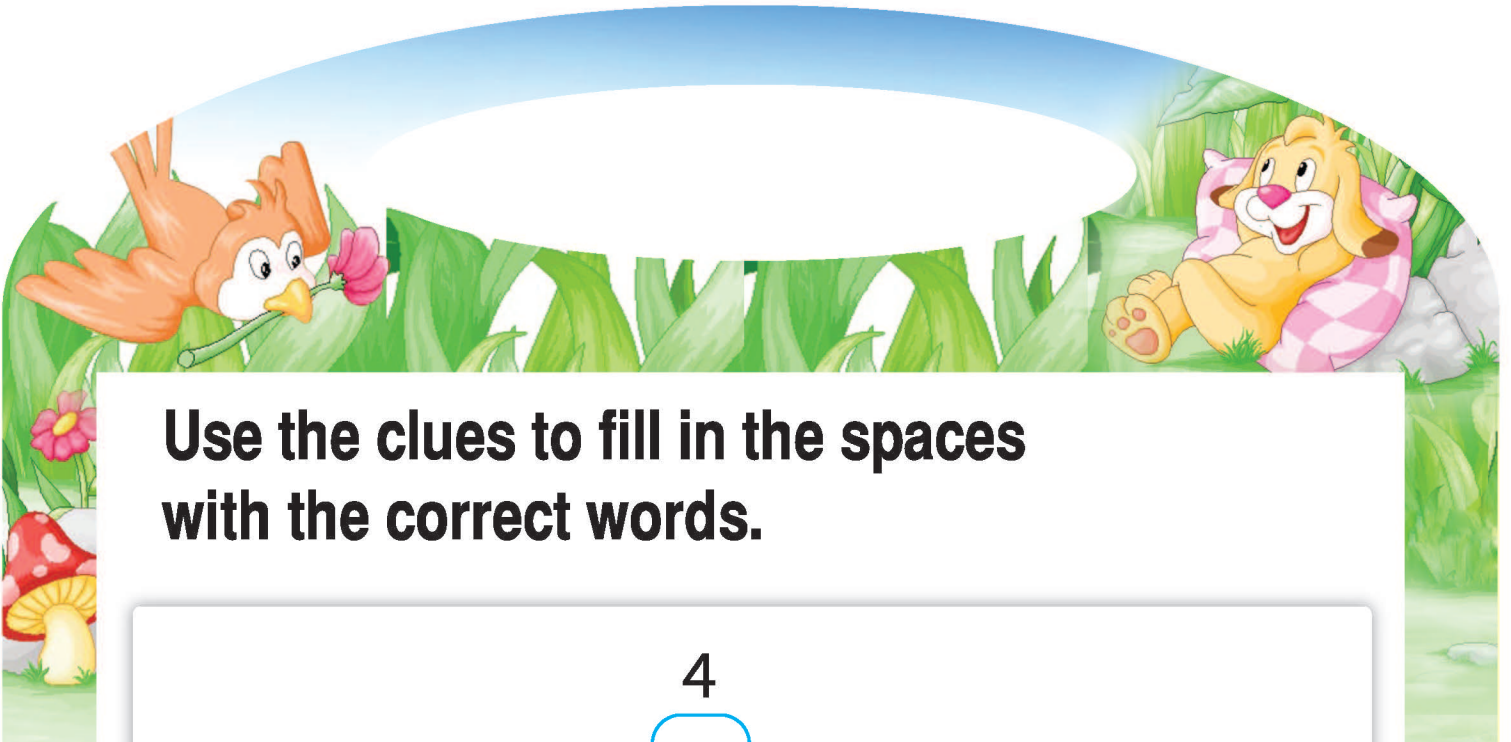 Use the clues to fill in the spaces
with the correct words.
4